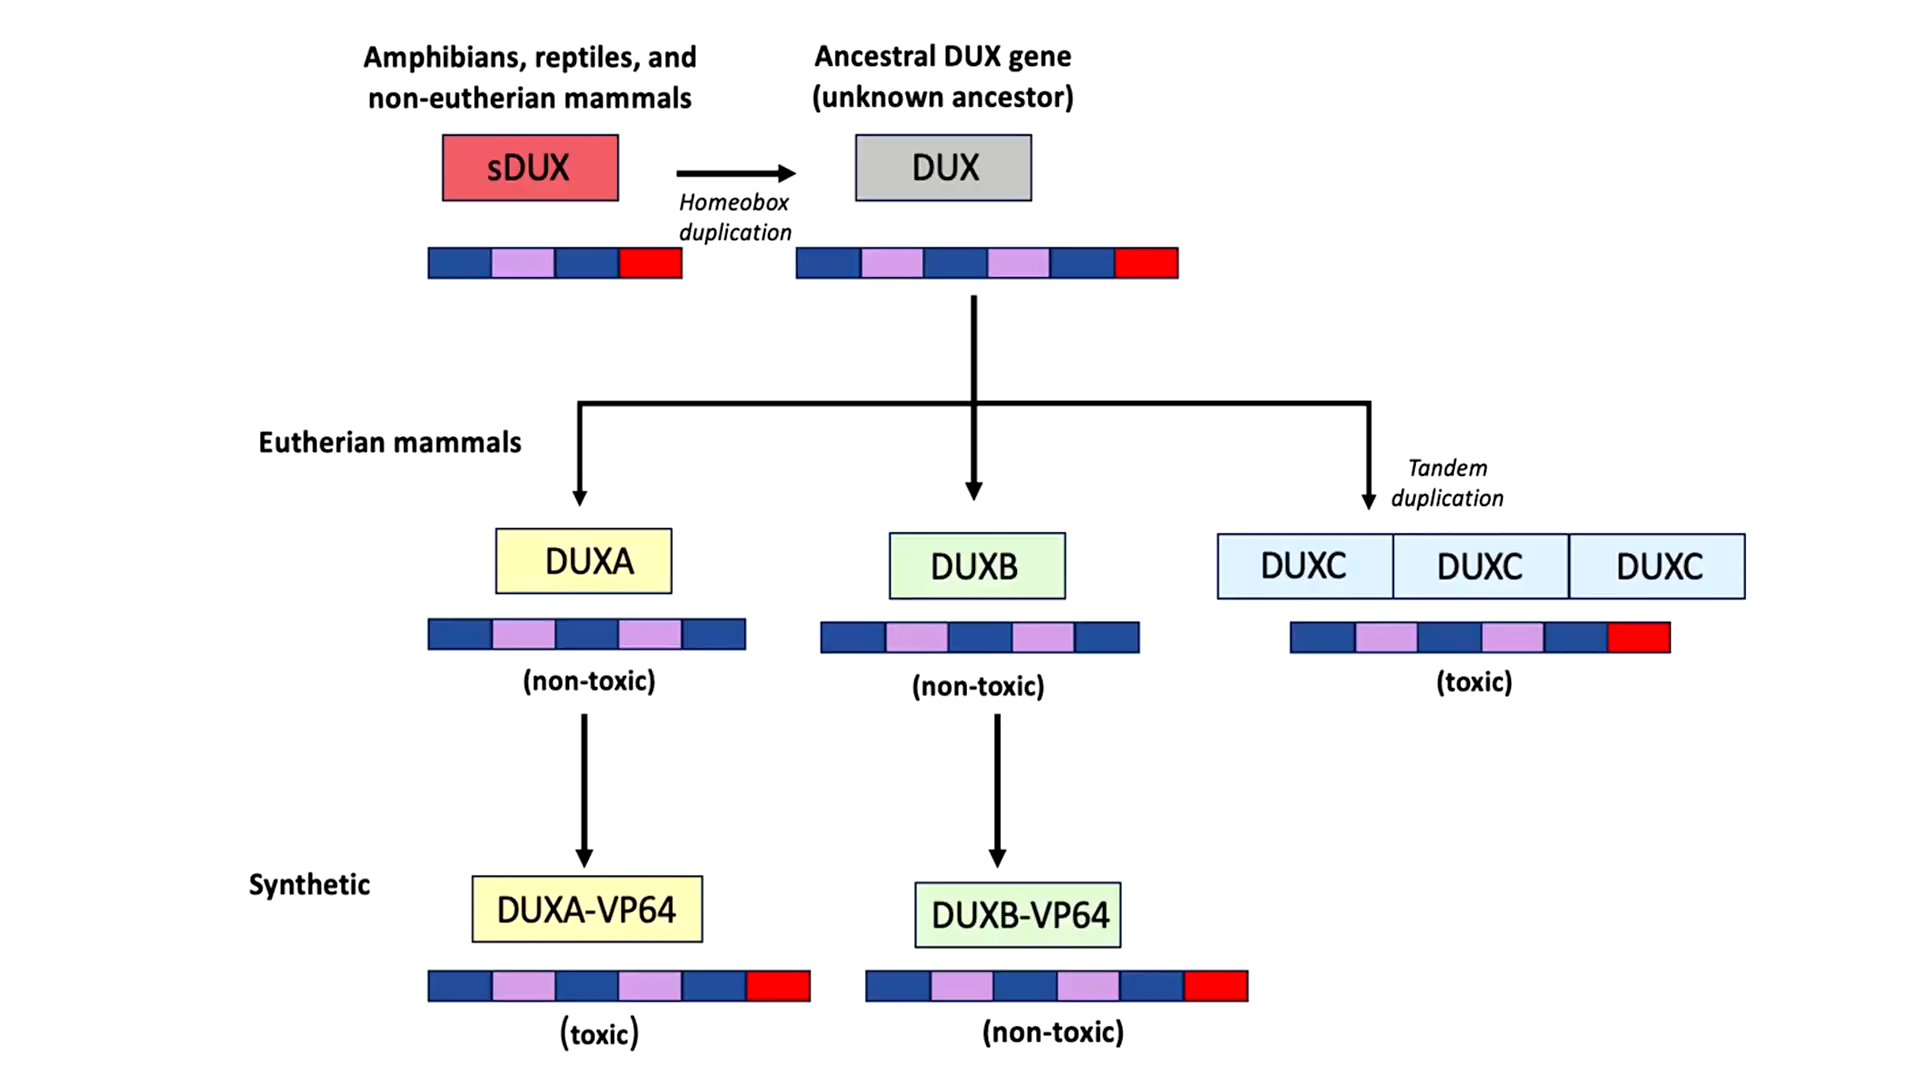 Amphibians, reptiles, and
non-eutherian mammals
Ancestral DUX gene
(unknown ancestor)
sDUX
DUX
Homeobox
duplication
Eutherian mammals
Tandem
duplication
DUXA
DUXB
DUXC
DUXC
DUXC
(non-toxic)
(non-toxic)
(toxic)
Synthetic
DUXA-VP64
DUXB-VP64
(toxic)
(non-toxic)